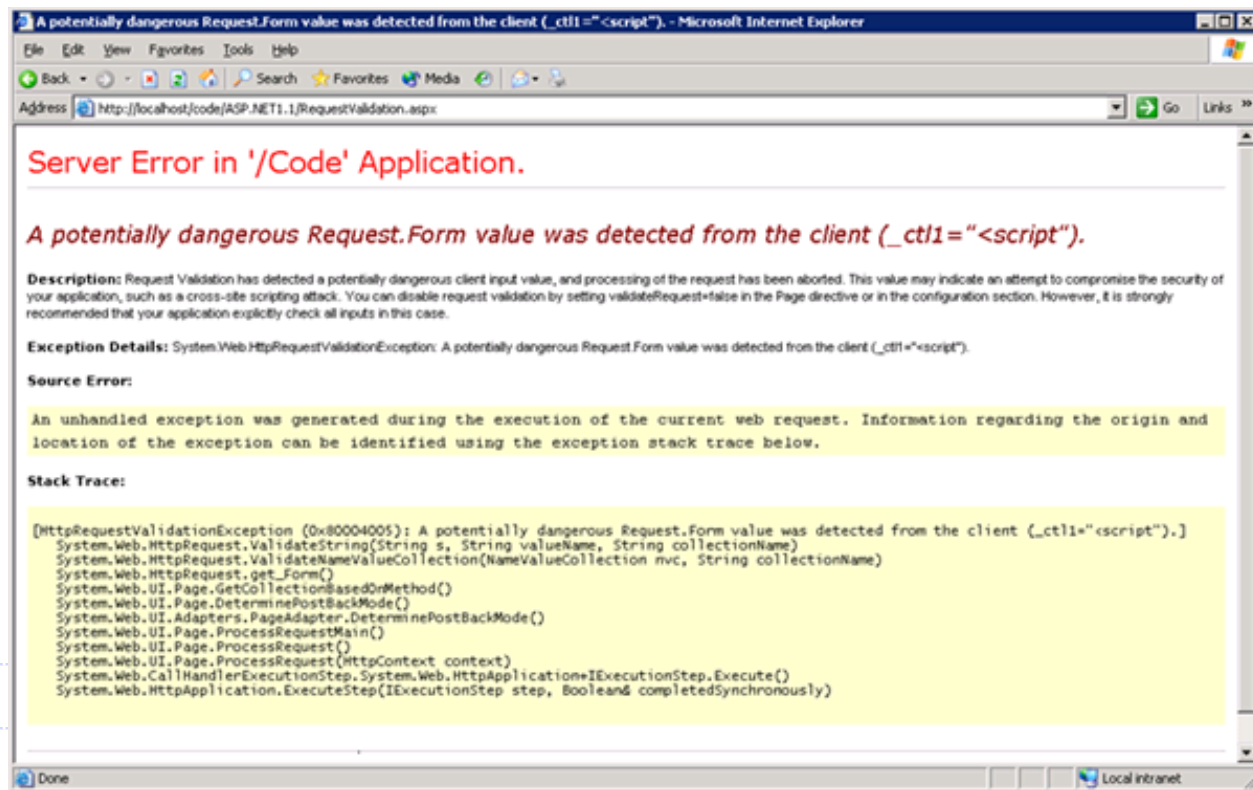 A potentially dangerous Request.Form value was detected from the client (_ctl1="<script"). - Microsoft Internet Explorer
File Edit View Favorites Tools Help
Back Search Favorites Media
Address http://localhost/code/ASP.NET1.1/RequestValidation.aspx Go Links »
Server Error in '/Code' Application.
A potentially dangerous Request.Form value was detected from the client (_ctl1="<script").
Description: Request Validation has detected a potentially dangerous client input value, and processing of the request has been aborted. This value may indicate an attempt to compromise the security of
your application, such as a cross-site scripting attack. You can disable request validation by setting validateRequest=false in the Page directive or in the configuration section. However, it is strongly
recommended that your application explicitly check all inputs in this case.
Exception Details: System.Web.HttpRequestValidationException: A potentially dangerous Request.Form value was detected from the client (_ctl1="<script").
Source Error:
An unhandled exception was generated during the execution of the current web request. Information regarding the origin and
location of the exception can be identified using the exception stack trace below.
Stack Trace:
[HttpRequestValidationException (0x80004005): A potentially dangerous Request.Form value was detected from the client (_ctl1="<script").]
System.Web.HttpRequest.ValidateString(String s, String valueName, String collectionName)
System.Web.HttpRequest.ValidateNameValueCollection(NameValueCollection nvc, String collectionName)
System.Web.HttpRequest.get_Form()
System.Web.UI.Page.GetCollectionBasedOnMethod()
System.Web.UI.Page.DeterminePostBackMode()
System.Web.UI.Adapters.PageAdapter.DeterminePostBackMode()
System.Web.UI.Page.ProcessRequestMain()
System.Web.UI.Page.ProcessRequest()
System.Web.UI.Page.ProcessRequest(HttpContext context)
System.Web.CallHandlerExecutionStep.System.Web.HttpApplication+IExecutionStep.Execute()
System.Web.HttpApplication.ExecuteStep(IExecutionStep step, Boolean& completedSynchronously)
Done Local intranet